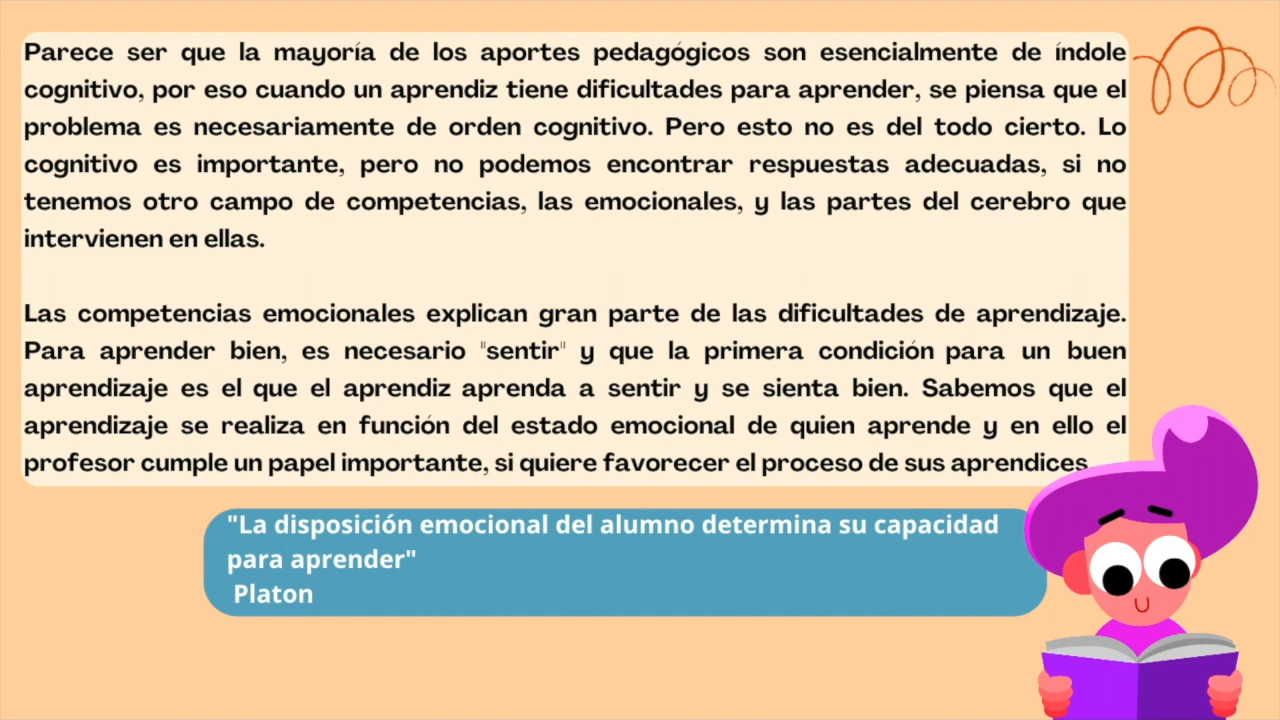 Parece ser que la mayoría de los aportes pedagógicos son esencialmente de índole
cognitivo, por eso cuando un aprendiz tiene dificultades para aprender, se piensa que el
problema es necesariamente de orden cognitivo. Pero esto no es del todo cierto. Lo
cognitivo es importante, pero no podemos encontrar respuestas adecuadas, si no
tenemos otro campo de competencias, las emocionales, y las partes del cerebro que
intervienen en ellas.
Las competencias emocionales explican gran parte de las dificultades de aprendizaje.
Para aprender bien, es necesario "sentir" y que la primera condición para un buen
aprendizaje es el que el aprendiz aprenda a sentir y se sienta bien. Sabemos que el
aprendizaje se realiza en función del estado emocional de quien aprende y en ello el
profesor cumple un papel importante, si quiere favorecer el proceso de sus aprendices
"La disposición emocional del alumno determina su capacidad
para aprender"
Platon